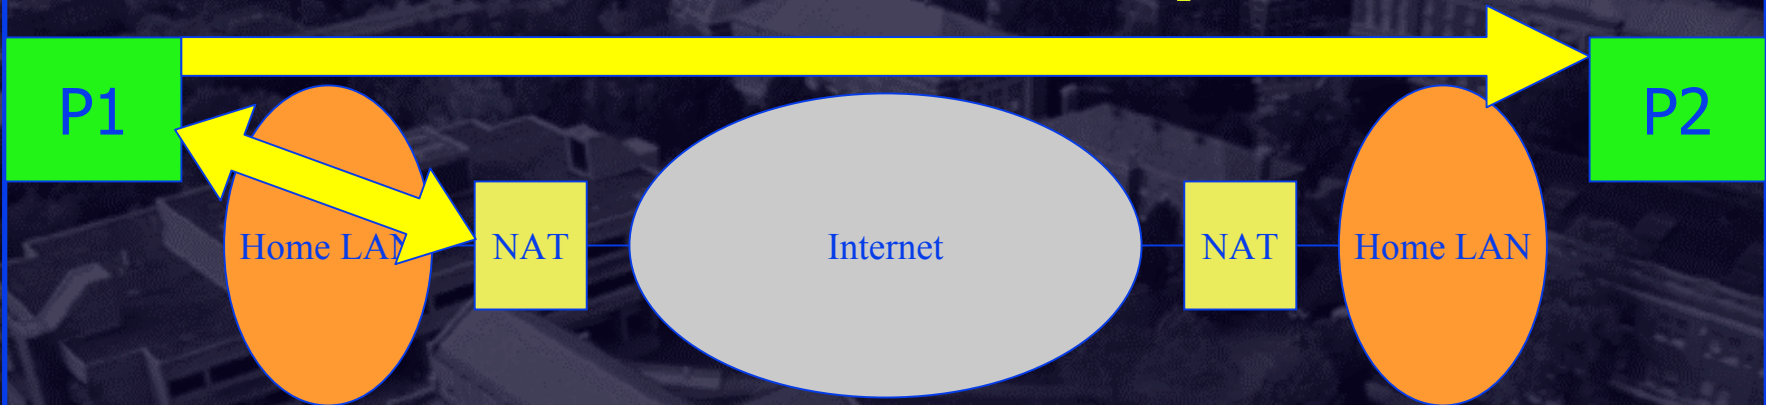 P1
P2
Home LAN
NAT
Internet
NAT
Home LAN